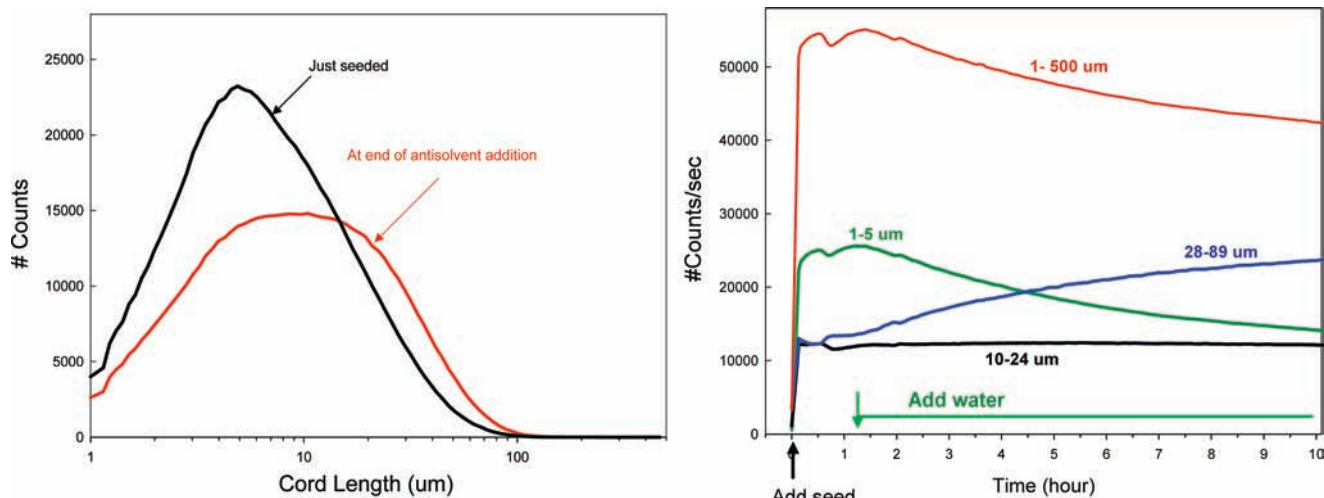 25000
20000
15000
10000
5000
0
# Counts
Just seeded
At end of antisolvent addition
1
10
100
Cord Length (um)
50000
40000
30000
20000
10000
0
#Counts/sec
1- 500 um
1-5 um
28-89 um
10-24 um
Add water
0 1 2 3 4 5 6 7 8 9 10
Add seed
Time (hour)